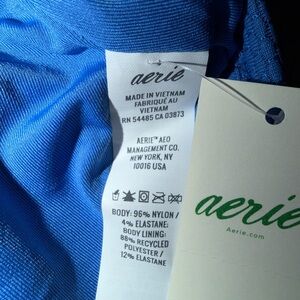 aerie
MADE IN VIETNAM
FABRIQUÉ AU
VIETNAM
RN 54485 CA 03873
AERIE™ AEO
MANAGEMENT CO.
NEW YORK, NY
10016 USA
BODY: 96% NYLON /
4% ELASTANE;
BODY LINING:
88% RECYCLED
POLYESTER /
12% ELASTANE
aerie
Aerie.com